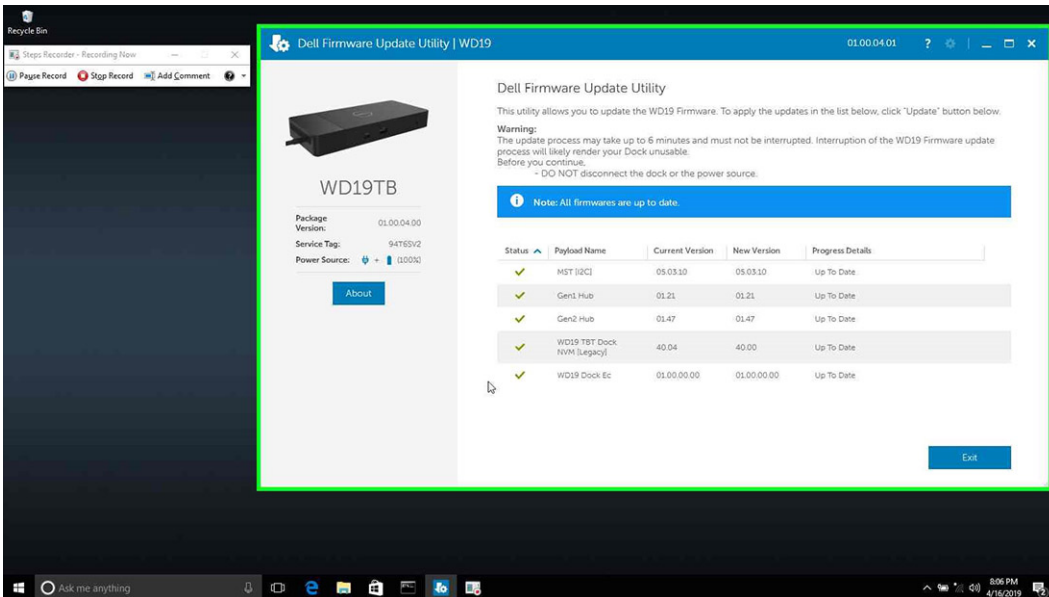 Recycle Bin
Steps Recorder - Recording Now
Pause Record Stop Record Add Comment
Dell Firmware Update Utility | WD19 01.00.04.01 ?
Dell Firmware Update Utility
This utility allows you to update the WD19 Firmware. To apply the updates in the list below, click "Update" button below.
Warning:
The update process may take up to 6 minutes and must not be interrupted. Interruption of the WD19 Firmware update
process will likely render your Dock unusable.
Before you continue,
- DO NOT disconnect the dock or the power source.
WD19TB
Package
Version: 01.00.04.00
Service Tag: 94T6SV2
Power Source: + (100%)
About
Note: All firmwares are up to date.
Status Payload Name Current Version New Version Progress Details
MST [I2C] 05.03.10 05.03.10 Up To Date
Gen1 Hub 01.21 01.21 Up To Date
Gen2 Hub 01.47 01.47 Up To Date
WD19 TBT Dock
NVM [Legacy] 40.04 40.00 Up To Date
WD19 Dock Ec 01.00.00.00 01.00.00.00 Up To Date
Exit
Ask me anything
8:06 PM
4/16/2019